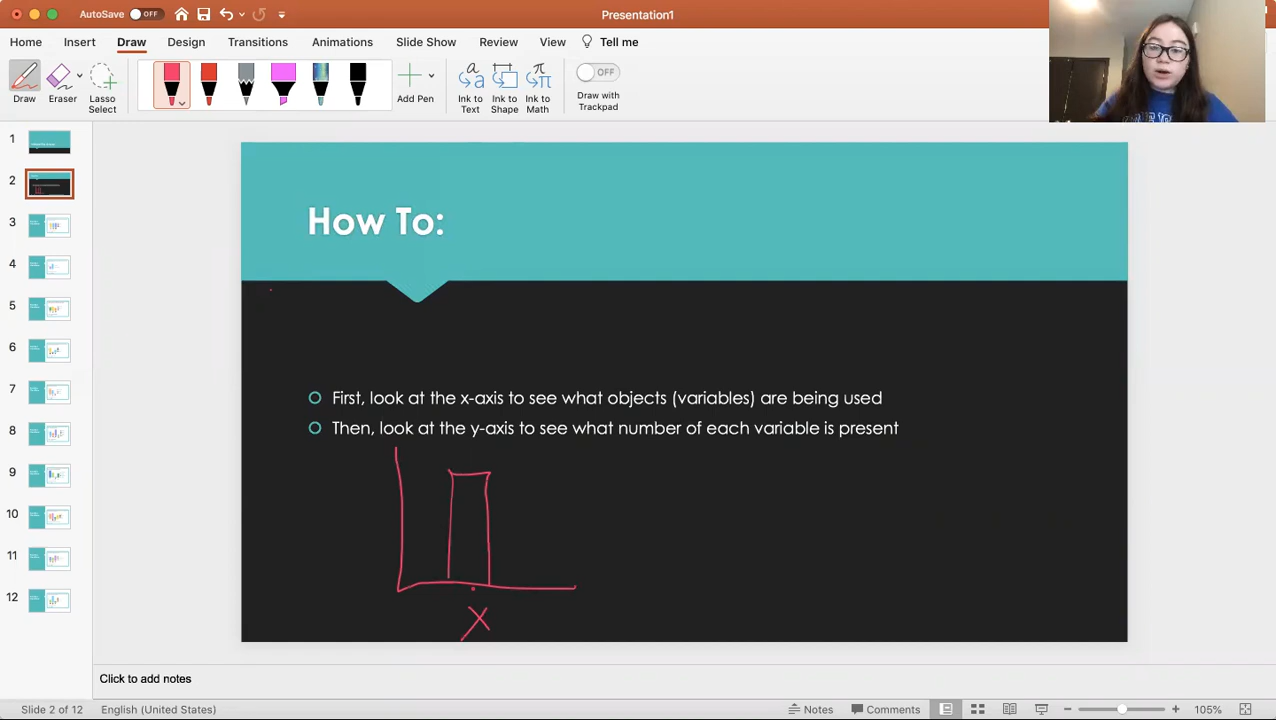 AutoSave OFF Presentation1
Home Insert Draw Design Transitions Animations Slide Show Review View Tell me
Draw Eraser Lasso Select Add Pen Ink to Text Ink to Shape Ink to Math OFF Draw with Trackpad
a a π π
1
2
3
4
5
6
7
8
9
10
11
12
How To:
First, look at the x-axis to see what objects (variables) are being used
Then, look at the y-axis to see what number of each variable is present
X
Click to add notes
Slide 2 of 12 English (United States) Notes Comments 105%